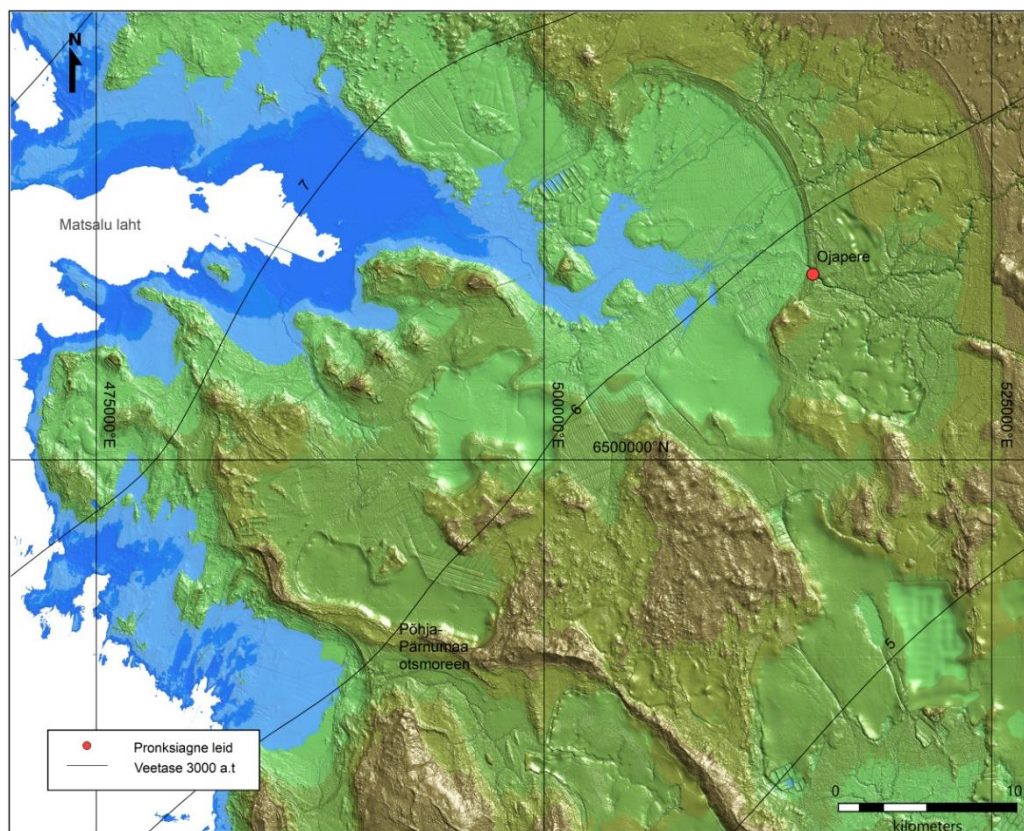 N
7
Matsalu laht
Ojapere
475000°E
500000°E
525000°E
6
6500000°N
Põhja-
Pärnumaa
otsmoreen
5
Pronksiagne leid
Veetase 3000 a.t
0
10
kilometers